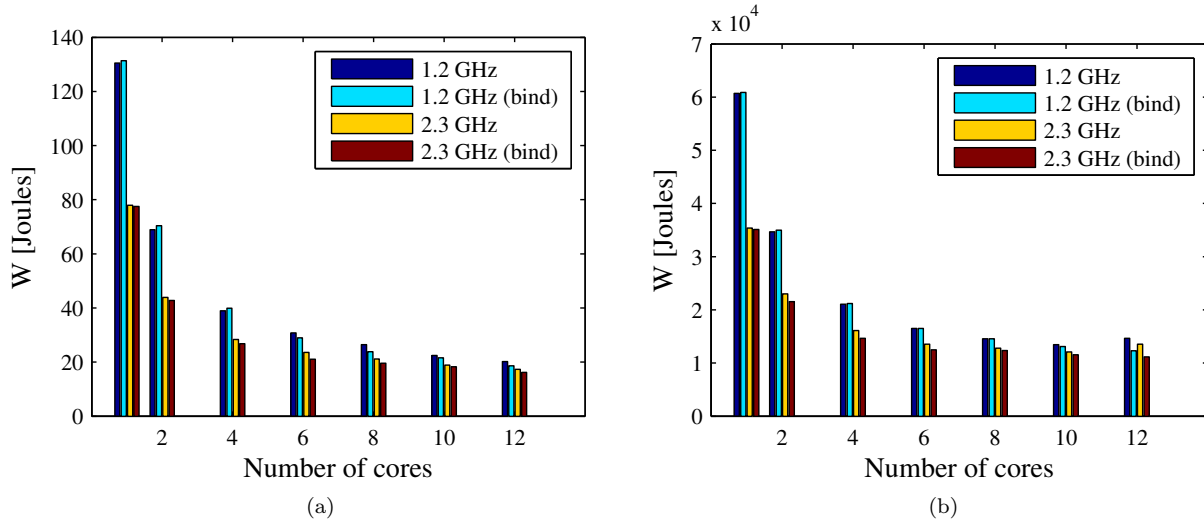 140
120
100
80
60
40
20
0
W [Joules]
1.2 GHz
1.2 GHz (bind)
2.3 GHz
2.3 GHz (bind)
2 4 6 8 10 12
Number of cores
(a)
x 10^4
7
6
5
4
3
2
1
0
W [Joules]
1.2 GHz
1.2 GHz (bind)
2.3 GHz
2.3 GHz (bind)
2 4 6 8 10 12
Number of cores
(b)